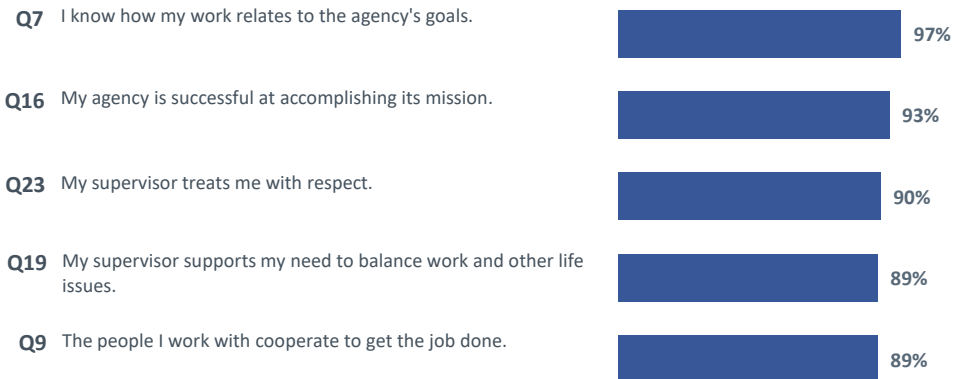 Q7 I know how my work relates to the agency's goals. 97%
Q16 My agency is successful at accomplishing its mission. 93%
Q23 My supervisor treats me with respect. 90%
Q19 My supervisor supports my need to balance work and other life
issues. 89%
Q9 The people I work with cooperate to get the job done. 89%